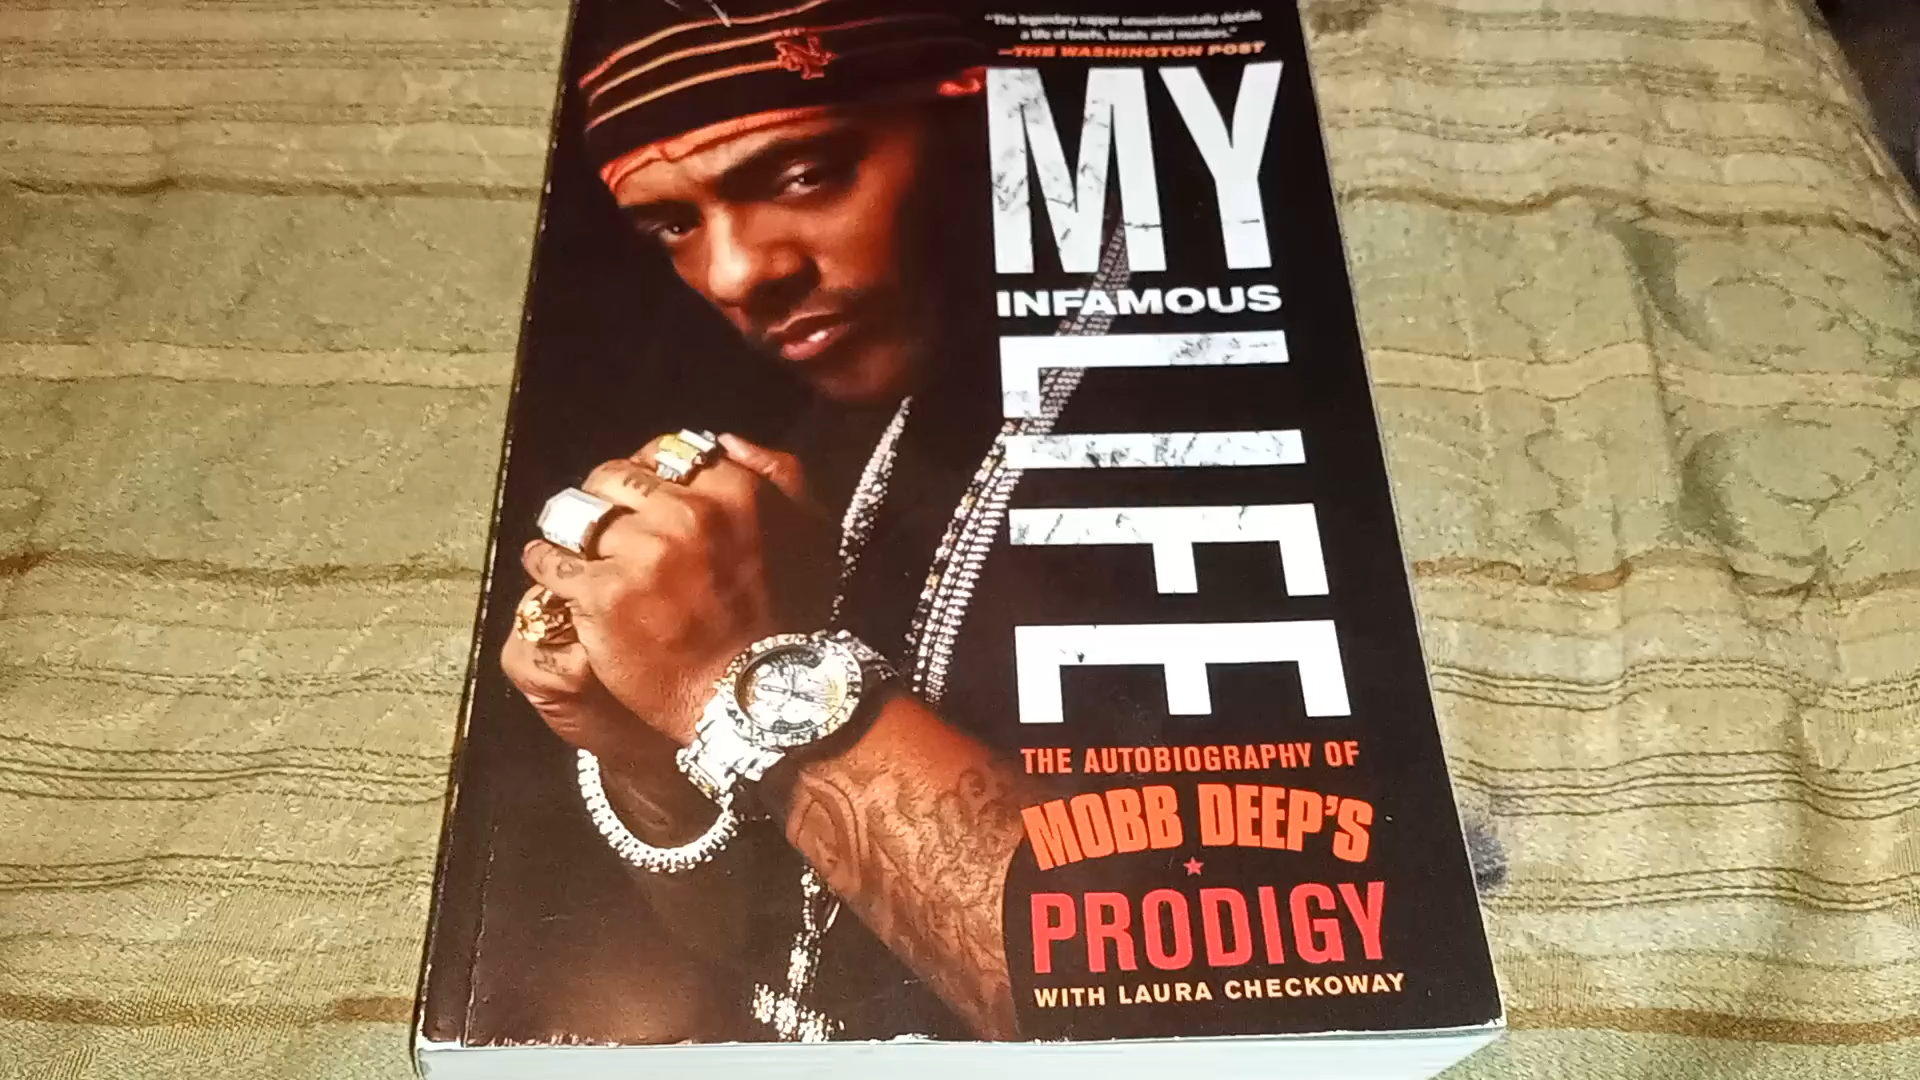 "The legendary rapper unsentimentally details
a life of beefs, brawls and murders."
—THE WASHINGTON POST
MY
INFAMOUS
LIFE
THE AUTOBIOGRAPHY OF
MOBB DEEP'S
PRODIGY
WITH LAURA CHECKOWAY